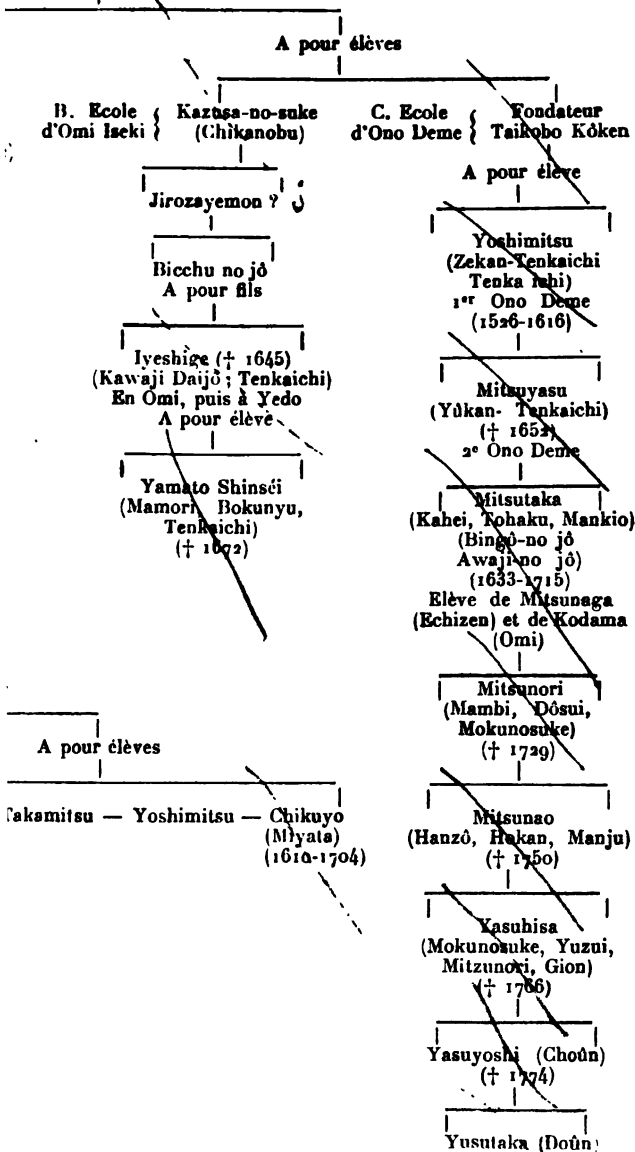 A pour élèves
B. Ecole
d'Omi Iseki
Kazusa-no-suke
(Chikanobu)
Jirozayemon ?
Bicchu no jô
A pour fils
Iyeshige († 1645)
(Kawaji Daijô ; Tenkaichi)
En Omi, puis à Yedo
A pour élève
Yamato Shinséi
(Mamori, Bokunyu,
Tenkaichi)
(† 1672)
C. Ecole
d'Ono Deme
Fondateur
Taikobo Kôken
A pour élève
Yoshimitsu
(Zekan-Tenkaichi
Tenka ichi)
1er Ono Deme
(1526-1616)
Mitsuyasu
(Yûkan- Tenkaichi)
(† 1652)
2e Ono Deme
Mitsutaka
(Kahei, Tohaku, Mankio)
(Bingô-no jô
Awaji-no jô)
(1633-1715)
Elève de Mitsunaga
(Echizen) et de Kodama
(Omi)
Mitsunori
(Mambi, Dôsui,
Mokunosuke)
(† 1729)
Mitsunao
(Hanzô, Hokan, Manju)
(† 1750)
Yasuhisa
(Mokunosuke, Yuzui,
Mitzunori, Gion)
(† 1766)
Yasuyoshi (Choûn)
(† 1774)
Yusutaka (Doûn)
A pour élèves
Takamitsu — Yoshimitsu — Chikuyo
(Miyata)
(1610-1704)